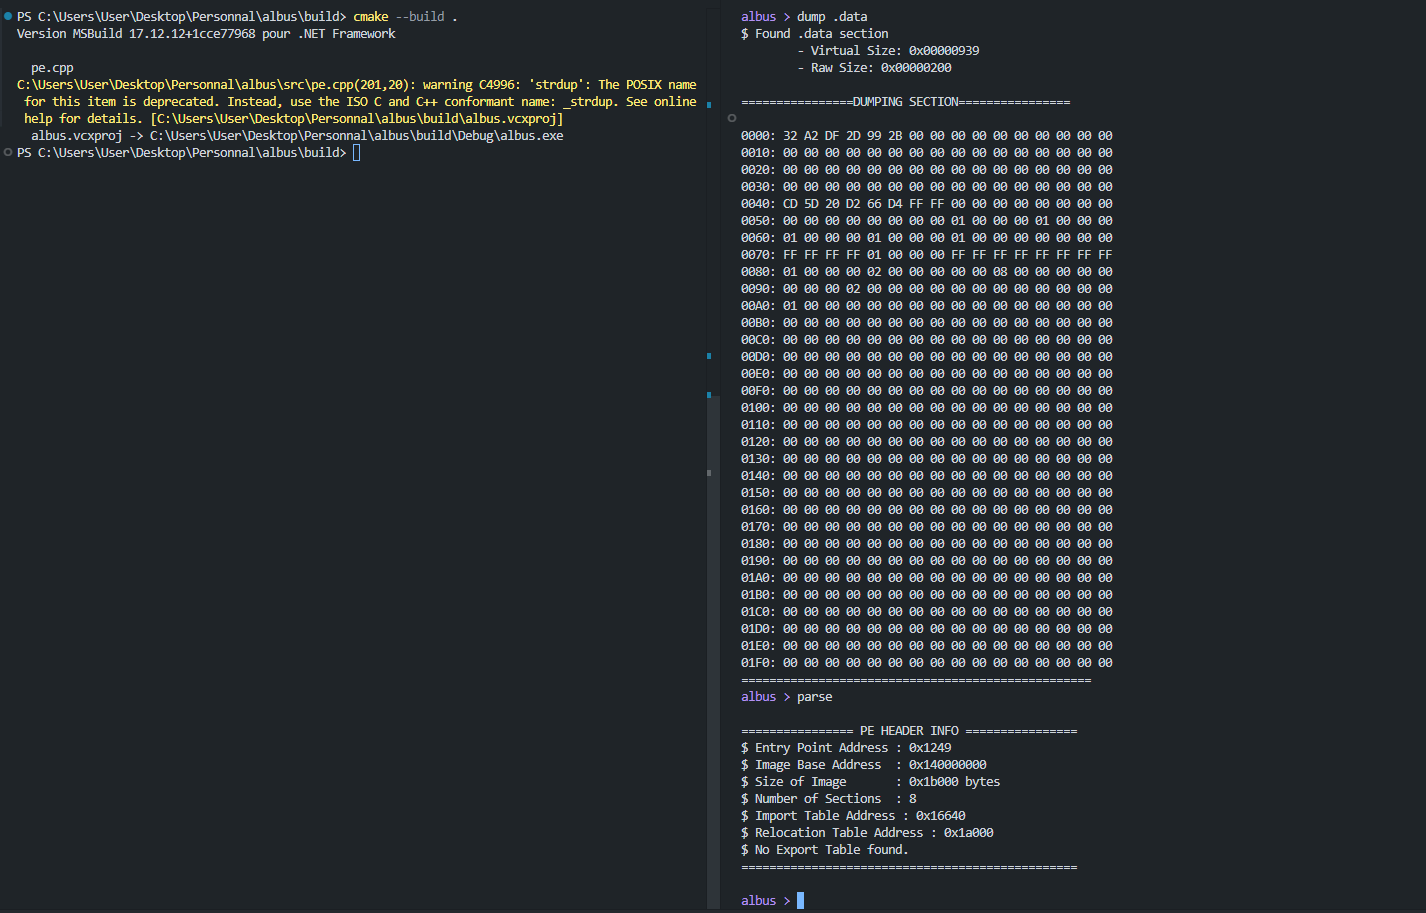 PS C:\Users\User\Desktop\Personnal\albus\build> cmake --build .
Version MSBuild 17.12.12+1cce77968 pour .NET Framework
pe.cpp
C:\Users\User\Desktop\Personnal\albus\src\pe.cpp(201,20): warning C4996: 'strdup': The POSIX name
for this item is deprecated. Instead, use the ISO C and C++ conformant name: _strdup. See online
help for details. [C:\Users\User\Desktop\Personnal\albus\build\albus.vcxproj]
albus.vcxproj -> C:\Users\User\Desktop\Personnal\albus\build\Debug\albus.exe
PS C:\Users\User\Desktop\Personnal\albus\build>
albus > dump .data
$ Found .data section
- Virtual Size: 0x00000939
- Raw Size: 0x00000200
================DUMPING SECTION================
0000: 32 A2 DF 2D 99 2B 00 00 00 00 00 00 00 00 00 00
0010: 00 00 00 00 00 00 00 00 00 00 00 00 00 00 00 00
0020: 00 00 00 00 00 00 00 00 00 00 00 00 00 00 00 00
0030: 00 00 00 00 00 00 00 00 00 00 00 00 00 00 00 00
0040: CD 5D 20 D2 66 D4 FF FF 00 00 00 00 00 00 00 00
0050: 00 00 00 00 00 00 00 00 01 00 00 00 01 00 00 00
0060: 01 00 00 00 01 00 00 00 01 00 00 00 00 00 00 00
0070: FF FF FF FF 01 00 00 00 FF FF FF FF FF FF FF FF
0080: 01 00 00 00 02 00 00 00 00 00 08 00 00 00 00 00
0090: 00 00 00 02 00 00 00 00 00 00 00 00 00 00 00 00
00A0: 01 00 00 00 00 00 00 00 00 00 00 00 00 00 00 00
00B0: 00 00 00 00 00 00 00 00 00 00 00 00 00 00 00 00
00C0: 00 00 00 00 00 00 00 00 00 00 00 00 00 00 00 00
00D0: 00 00 00 00 00 00 00 00 00 00 00 00 00 00 00 00
00E0: 00 00 00 00 00 00 00 00 00 00 00 00 00 00 00 00
00F0: 00 00 00 00 00 00 00 00 00 00 00 00 00 00 00 00
0100: 00 00 00 00 00 00 00 00 00 00 00 00 00 00 00 00
0110: 00 00 00 00 00 00 00 00 00 00 00 00 00 00 00 00
0120: 00 00 00 00 00 00 00 00 00 00 00 00 00 00 00 00
0130: 00 00 00 00 00 00 00 00 00 00 00 00 00 00 00 00
0140: 00 00 00 00 00 00 00 00 00 00 00 00 00 00 00 00
0150: 00 00 00 00 00 00 00 00 00 00 00 00 00 00 00 00
0160: 00 00 00 00 00 00 00 00 00 00 00 00 00 00 00 00
0170: 00 00 00 00 00 00 00 00 00 00 00 00 00 00 00 00
0180: 00 00 00 00 00 00 00 00 00 00 00 00 00 00 00 00
0190: 00 00 00 00 00 00 00 00 00 00 00 00 00 00 00 00
01A0: 00 00 00 00 00 00 00 00 00 00 00 00 00 00 00 00
01B0: 00 00 00 00 00 00 00 00 00 00 00 00 00 00 00 00
01C0: 00 00 00 00 00 00 00 00 00 00 00 00 00 00 00 00
01D0: 00 00 00 00 00 00 00 00 00 00 00 00 00 00 00 00
01E0: 00 00 00 00 00 00 00 00 00 00 00 00 00 00 00 00
01F0: 00 00 00 00 00 00 00 00 00 00 00 00 00 00 00 00
==================================================
albus > parse
================ PE HEADER INFO ================
$ Entry Point Address : 0x1249
$ Image Base Address  : 0x140000000
$ Size of Image       : 0x1b000 bytes
$ Number of Sections  : 8
$ Import Table Address : 0x16640
$ Relocation Table Address : 0x1a000
$ No Export Table found.
================================================
albus >